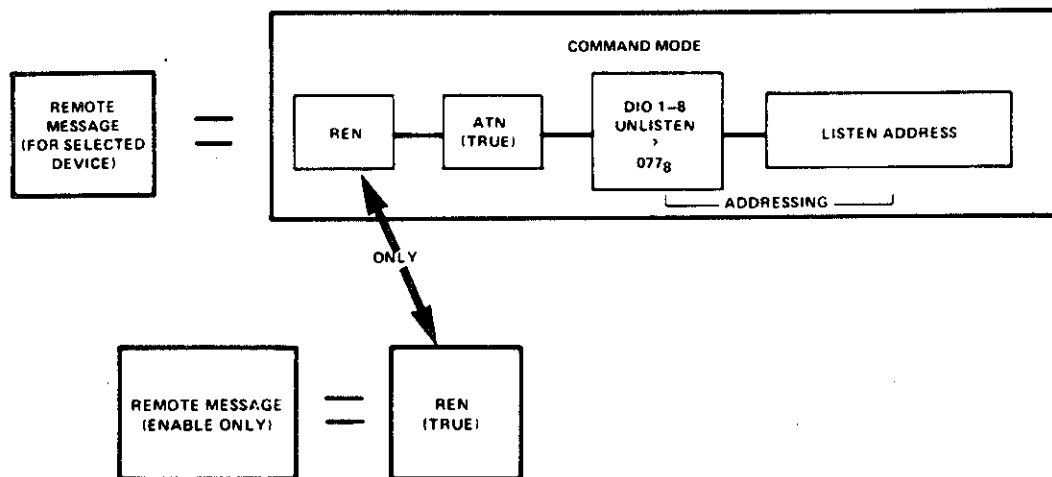 COMMAND MODE
REMOTE
MESSAGE
(FOR SELECTED
DEVICE)
=
REN
ATN
(TRUE)
DIO 1–8
UNLISTEN
?
077₈
LISTEN ADDRESS
ADDRESSING
ONLY
REMOTE MESSAGE
(ENABLE ONLY)
=
REN
(TRUE)